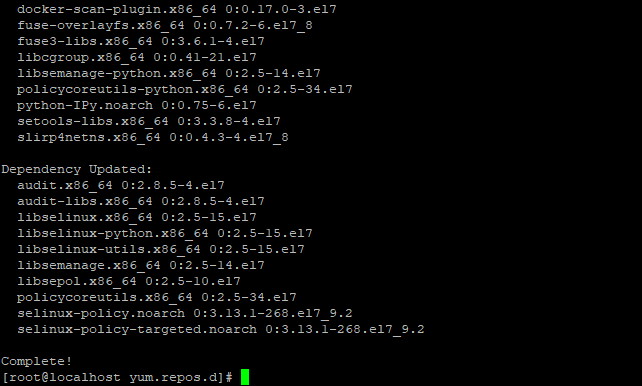 docker-scan-plugin.x86_64 0:0.17.0-3.el7
fuse-overlayfs.x86_64 0:0.7.2-6.el7_8
fuse3-libs.x86_64 0:3.6.1-4.el7
libcgroup.x86_64 0:0.41-21.el7
libsemanage-python.x86_64 0:2.5-14.el7
policycoreutils-python.x86_64 0:2.5-34.el7
python-IPy.noarch 0:0.75-6.el7
setools-libs.x86_64 0:3.3.8-4.el7
slirp4netns.x86_64 0:0.4.3-4.el7_8
Dependency Updated:
audit.x86_64 0:2.8.5-4.el7
audit-libs.x86_64 0:2.8.5-4.el7
libselinux.x86_64 0:2.5-15.el7
libselinux-python.x86_64 0:2.5-15.el7
libselinux-utils.x86_64 0:2.5-15.el7
libsemanage.x86_64 0:2.5-14.el7
libsepol.x86_64 0:2.5-10.el7
policycoreutils.x86_64 0:2.5-34.el7
selinux-policy.noarch 0:3.13.1-268.el7_9.2
selinux-policy-targeted.noarch 0:3.13.1-268.el7_9.2
Complete!
[root@localhost yum.repos.d]#